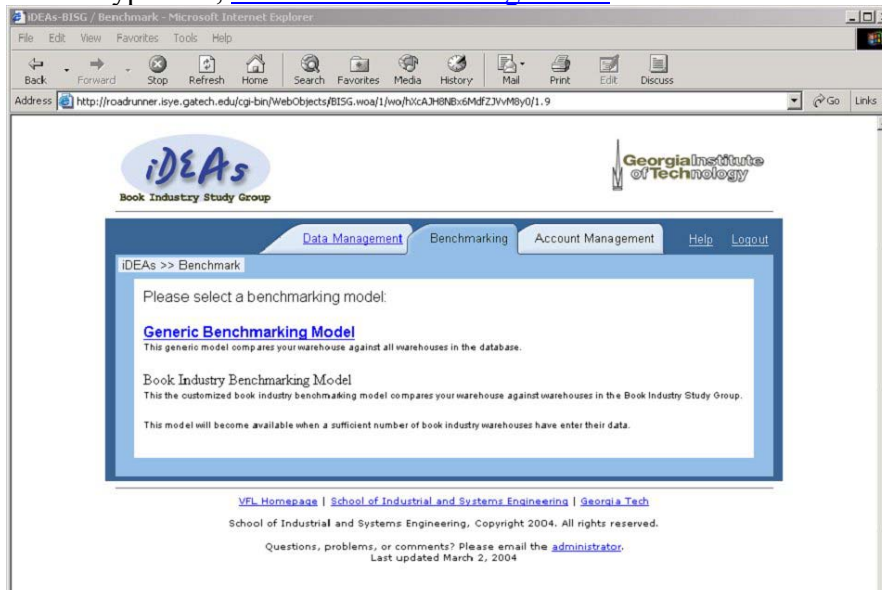 iDEAs-BISG / Benchmark - Microsoft Internet Explorer
File Edit View Favorites Tools Help
Back Forward Stop Refresh Home Search Favorites Media History Mail Print Edit Discuss
Address http://roadrunner.isye.gatech.edu/cgi-bin/WebObjects/BISG.woa/1/wo/hXcAJH8NBx6MdfZJVvM8y0/1.9 Go Links
iDEAs
Book Industry Study Group
Georgia Institute
of Technology
Data Management Benchmarking Account Management Help Logout
iDEAs >> Benchmark
Please select a benchmarking model:
Generic Benchmarking Model
This generic model compares your warehouse against all warehouses in the database.
Book Industry Benchmarking Model
This the customized book industry benchmarking model compares your warehouse against warehouses in the Book Industry Study Group.
This model will become available when a sufficient number of book industry warehouses have enter their data.
VFL Homepage | School of Industrial and Systems Engineering | Georgia Tech
School of Industrial and Systems Engineering, Copyright 2004. All rights reserved.
Questions, problems, or comments? Please email the administrator.
Last updated March 2, 2004